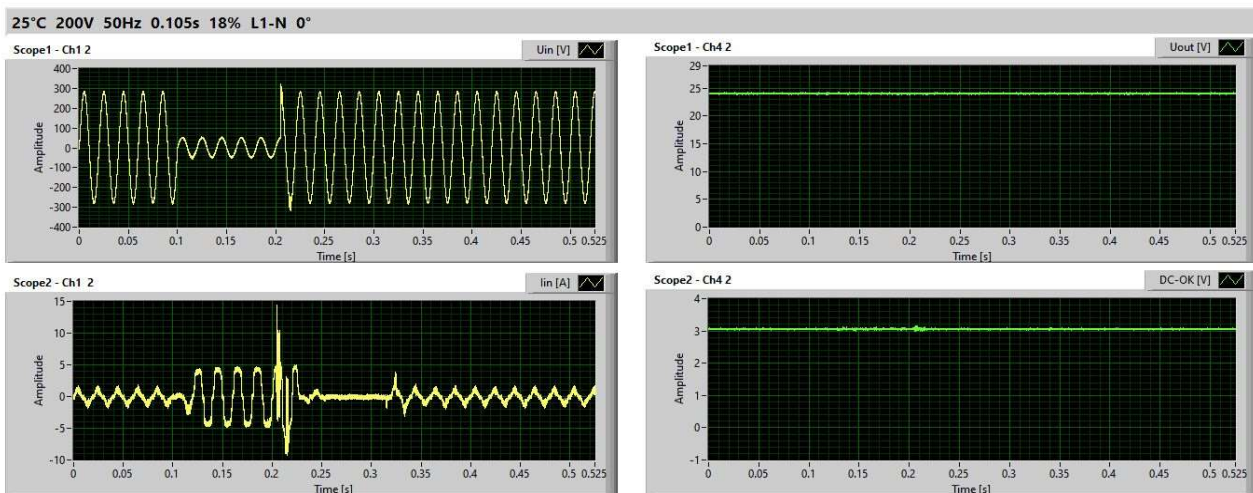 25°C 200V 50Hz 0.105s 18% L1-N 0°
Scope1 - Ch1 2
Uin [V]
Amplitude
400
300
200
100
0
-100
-200
-300
-400
0 0.05 0.1 0.15 0.2 0.25 0.3 0.35 0.4 0.45 0.5 0.525
Time [s]
Scope1 - Ch4 2
Uout [V]
Amplitude
29
25
20
15
10
5
0
0 0.05 0.1 0.15 0.2 0.25 0.3 0.35 0.4 0.45 0.5 0.525
Time [s]
Scope2 - Ch1 2
Iin [A]
Amplitude
15
10
5
0
-5
-10
0 0.05 0.1 0.15 0.2 0.25 0.3 0.35 0.4 0.45 0.5 0.525
Time [s]
Scope2 - Ch4 2
DC-OK [V]
Amplitude
4
3
2
1
0
-1
0 0.05 0.1 0.15 0.2 0.25 0.3 0.35 0.4 0.45 0.5 0.525
Time [s]